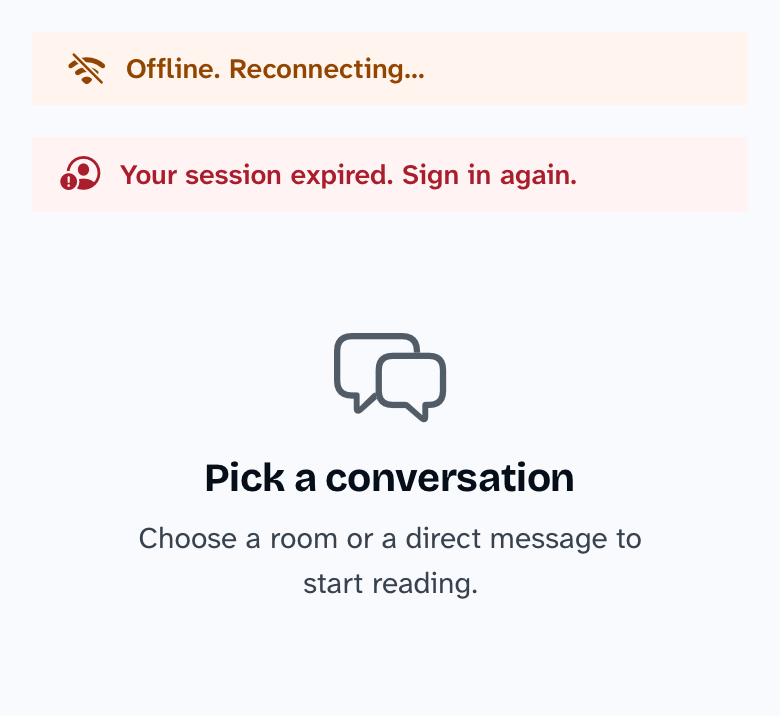 Offline. Reconnecting...
Your session expired. Sign in again.
Pick a conversation
Choose a room or a direct message to
start reading.